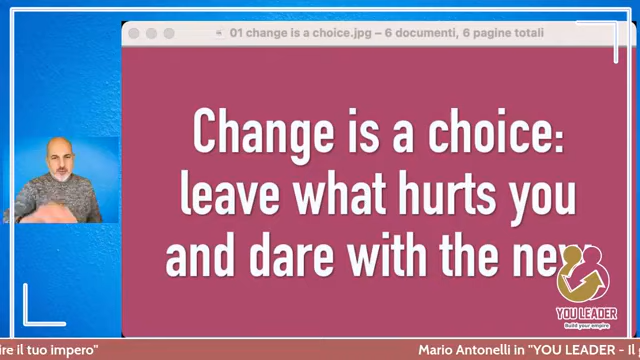 01 change is a choice.jpg – 6 documenti, 6 pagine totali
Change is a choice:
leave what hurts you
and dare with the new
YOU LEADER
Build your empire
ire il tuo impero"
Mario Antonelli in "YOU LEADER - Il